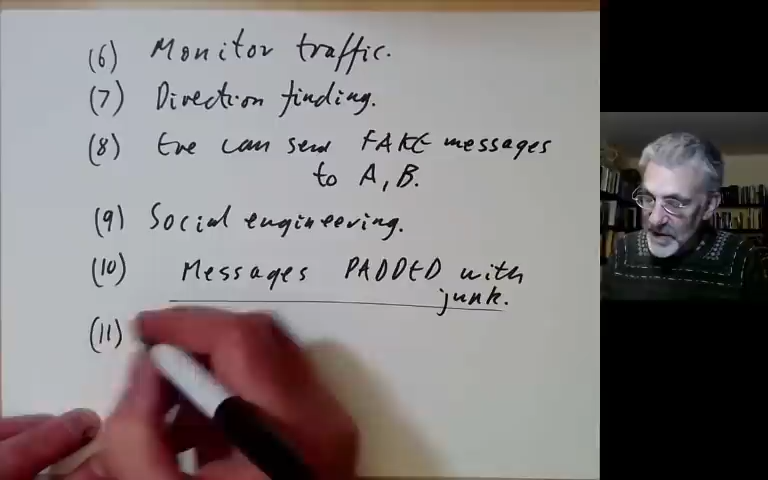 (6) Monitor traffic.
(7) Direction finding.
(8) Eve can send FAKE messages
to A, B.
(9) Social engineering.
(10) Messages PADDED with
junk.
(11)